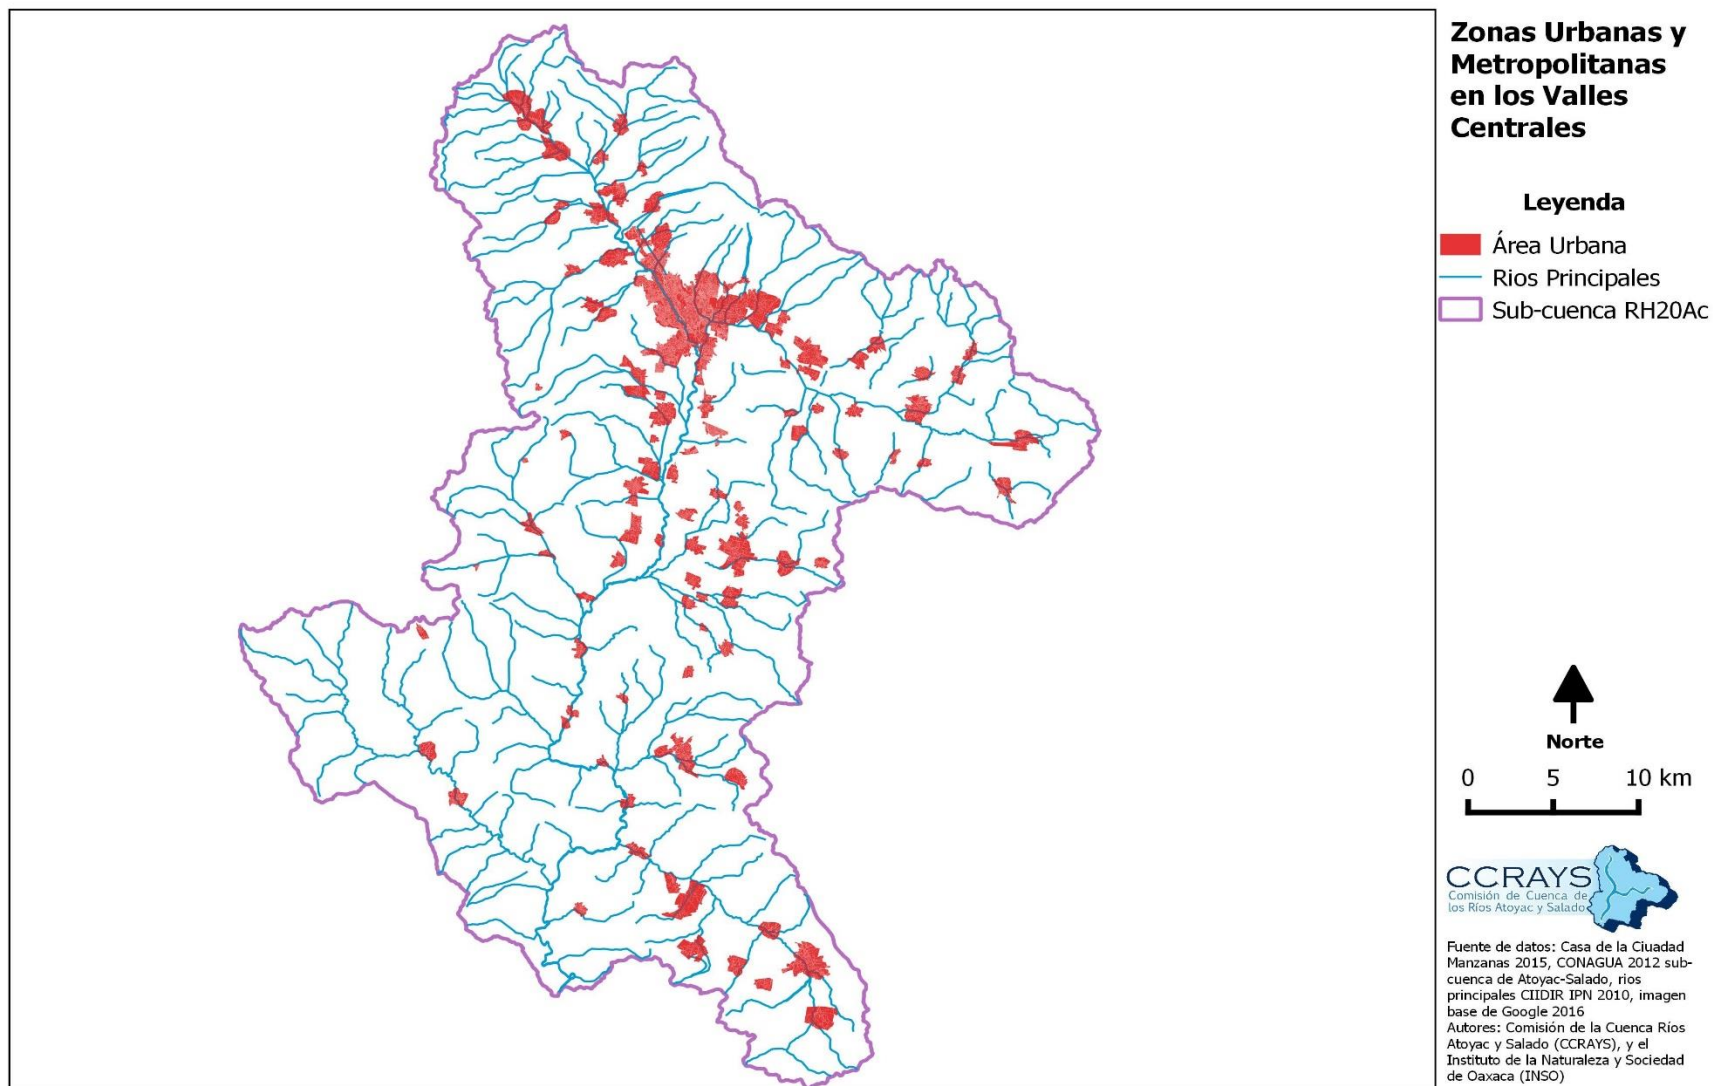 Zonas Urbanas y
Metropolitanas
en los Valles
Centrales
Leyenda
Área Urbana
Rios Principales
Sub-cuenca RH20Ac
Norte
0 5 10 km
CCRAYS
Comisión de Cuenca de
los Ríos Atoyac y Salado
Fuente de datos: Casa de la Ciuadad
Manzanas 2015, CONAGUA 2012 sub-
cuenca de Atoyac-Salado, rios
principales CIIDIR IPN 2010, imagen
base de Google 2016
Autores: Comisión de la Cuenca Ríos
Atoyac y Salado (CCRAYS), y el
Instituto de la Naturaleza y Sociedad
de Oaxaca (INSO)